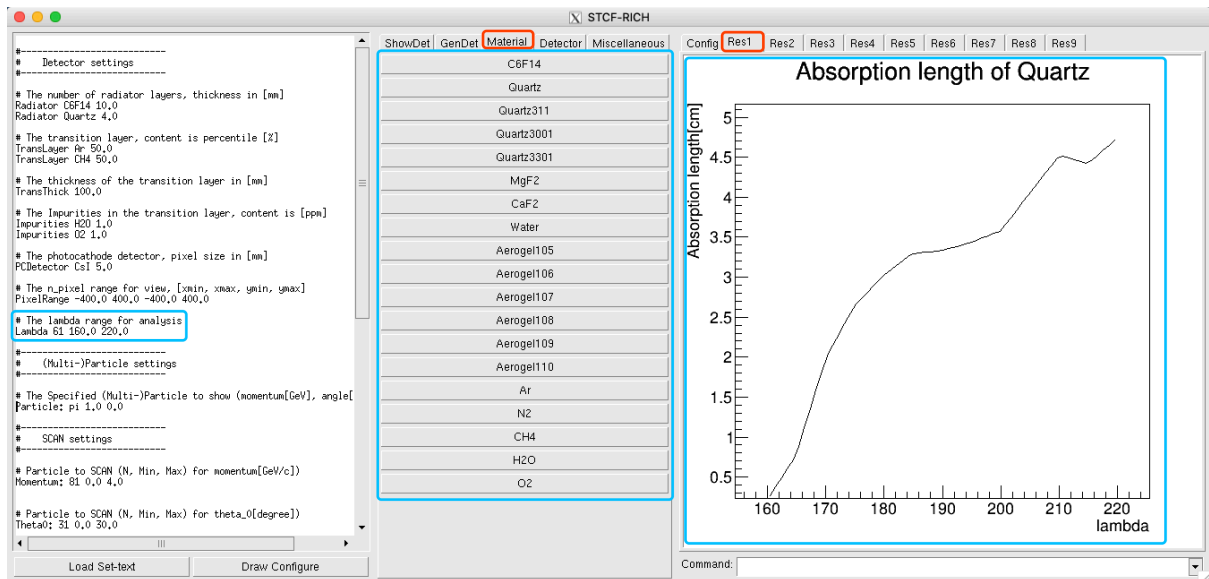 STCF-RICH
#---------------------------
# Detector settings
#---------------------------
# The number of radiator layers, thickness in [mm]
Radiator C6F14 10.0
Radiator Quartz 4.0
# The transition layer, content is percentile [%]
TransLayer Ar 50.0
TransLayer CH4 50.0
# The thickness of the transition layer in [mm]
TransThick 100.0
# The Impurities in the transition layer, content is [ppm]
Impurities H2O 1.0
Impurities O2 1.0
# The photocathode detector, pixel size in [mm]
PCDetector CsI 5.0
# The n_pixel range for view, [xmin, xmax, ymin, ymax]
PixelRange -400.0 400.0 -400.0 400.0
# The lambda range for analysis
Lambda 61 160.0 220.0
#---------------------------
# (Multi-)Particle settings
#---------------------------
# The Specified (Multi-)Particle to show (momentum[GeV], angle[
Particle: pi 1.0 0.0
#---------------------------
# SCAN settings
#---------------------------
# Particle to SCAN (N, Min, Max) for momentum[GeV/c])
Momentum: 81 0.0 4.0
# Particle to SCAN (N, Min, Max) for theta_0[degree])
Theta0: 31 0.0 30.0
Load Set-text Draw Configure
ShowDet GenDet Material Detector Miscellaneous
C6F14
Quartz
Quartz311
Quartz3001
Quartz3301
MgF2
CaF2
Water
Aerogel105
Aerogel106
Aerogel107
Aerogel108
Aerogel109
Aerogel110
Ar
N2
CH4
H2O
O2
Config Res1 Res2 Res3 Res4 Res5 Res6 Res7 Res8 Res9
Absorption length of Quartz
Absorption length[cm]
5
4.5
4
3.5
3
2.5
2
1.5
1
0.5
160 170 180 190 200 210 220
lambda
Command: